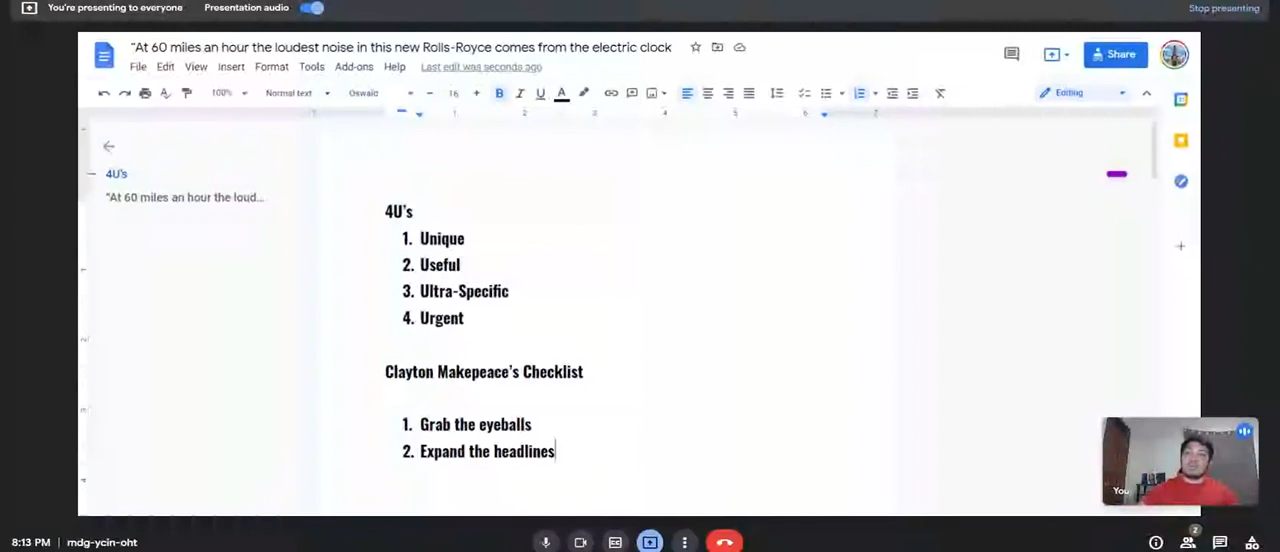 You're presenting to everyone Presentation audio Stop presenting
"At 60 miles an hour the loudest noise in this new Rolls-Royce comes from the electric clock
File Edit View Insert Format Tools Add-ons Help Last edit was seconds ago
Share
100% Normal text Oswald 16 B I U A Editing
4U's
"At 60 miles an hour the loud...
4U's
1. Unique
2. Useful
3. Ultra-Specific
4. Urgent
Clayton Makepeace's Checklist
1. Grab the eyeballs
2. Expand the headlines
You
8:13 PM | mdg-ycin-oht
2